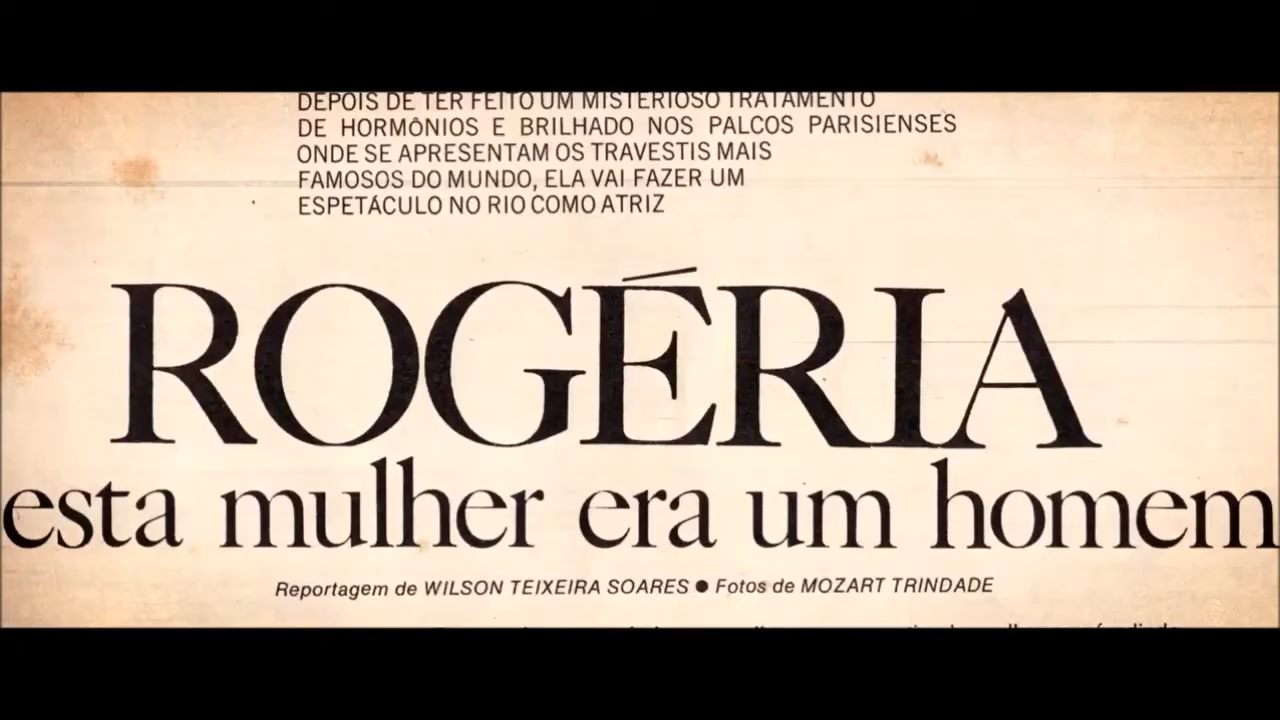 DEPOIS DE TER FEITO UM MISTERIOSO TRATAMENTO
DE HORMÔNIOS E BRILHADO NOS PALCOS PARISIENSES
ONDE SE APRESENTAM OS TRAVESTIS MAIS
FAMOSOS DO MUNDO, ELA VAI FAZER UM
ESPETÁCULO NO RIO COMO ATRIZ
ROGÉRIA
esta mulher era um homem
Reportagem de WILSON TEIXEIRA SOARES ● Fotos de MOZART TRINDADE